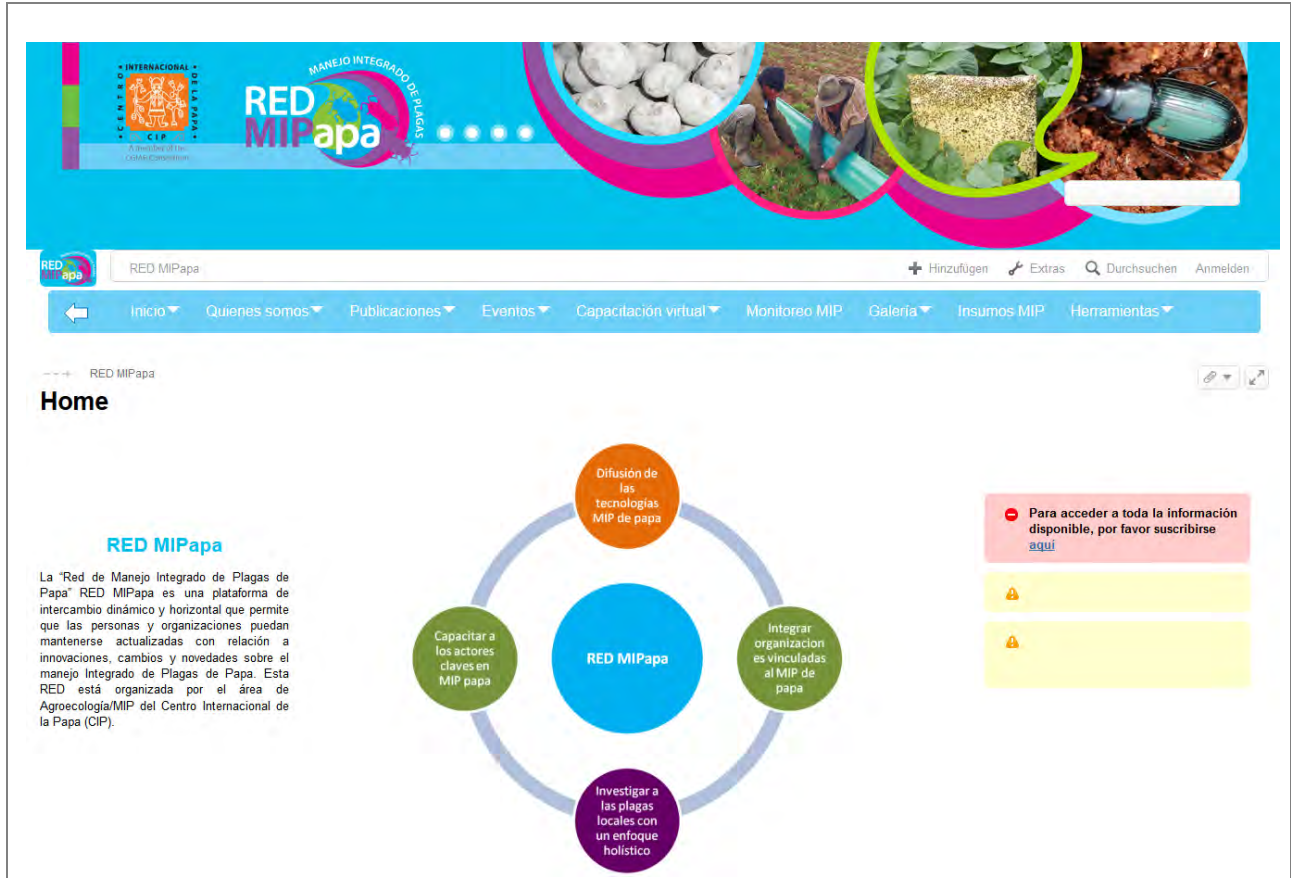 • INTERNACIONAL •
CENTRO
DE LA PAPA
CIP
A member of the
CGIAR Consortium
MANEJO INTEGRADO DE PLAGAS
RED
MIPapa
RED
MIPapa
RED MIPapa
Hinzufügen
Extras
Durchsuchen
Anmelden
Inicio
Quienes somos
Publicaciones
Eventos
Capacitación virtual
Monitoreo MIP
Galería
Insumos MIP
Herramientas
RED MIPapa
Home
RED MIPapa
La “Red de Manejo Integrado de Plagas de
Papa” RED MIPapa es una plataforma de
intercambio dinámico y horizontal que permite
que las personas y organizaciones puedan
mantenerse actualizadas con relación a
innovaciones, cambios y novedades sobre el
manejo Integrado de Plagas de Papa. Esta
RED está organizada por el área de
Agroecología/MIP del Centro Internacional de
la Papa (CIP).
Difusión de
las
tecnologías
MIP de papa
Capacitar a
los actores
claves en
MIP papa
RED MIPapa
Integrar
organizacion
es vinculadas
al MIP de
papa
Investigar a
las plagas
locales con
un enfoque
holístico
Para acceder a toda la información
disponible, por favor suscribirse
aquí